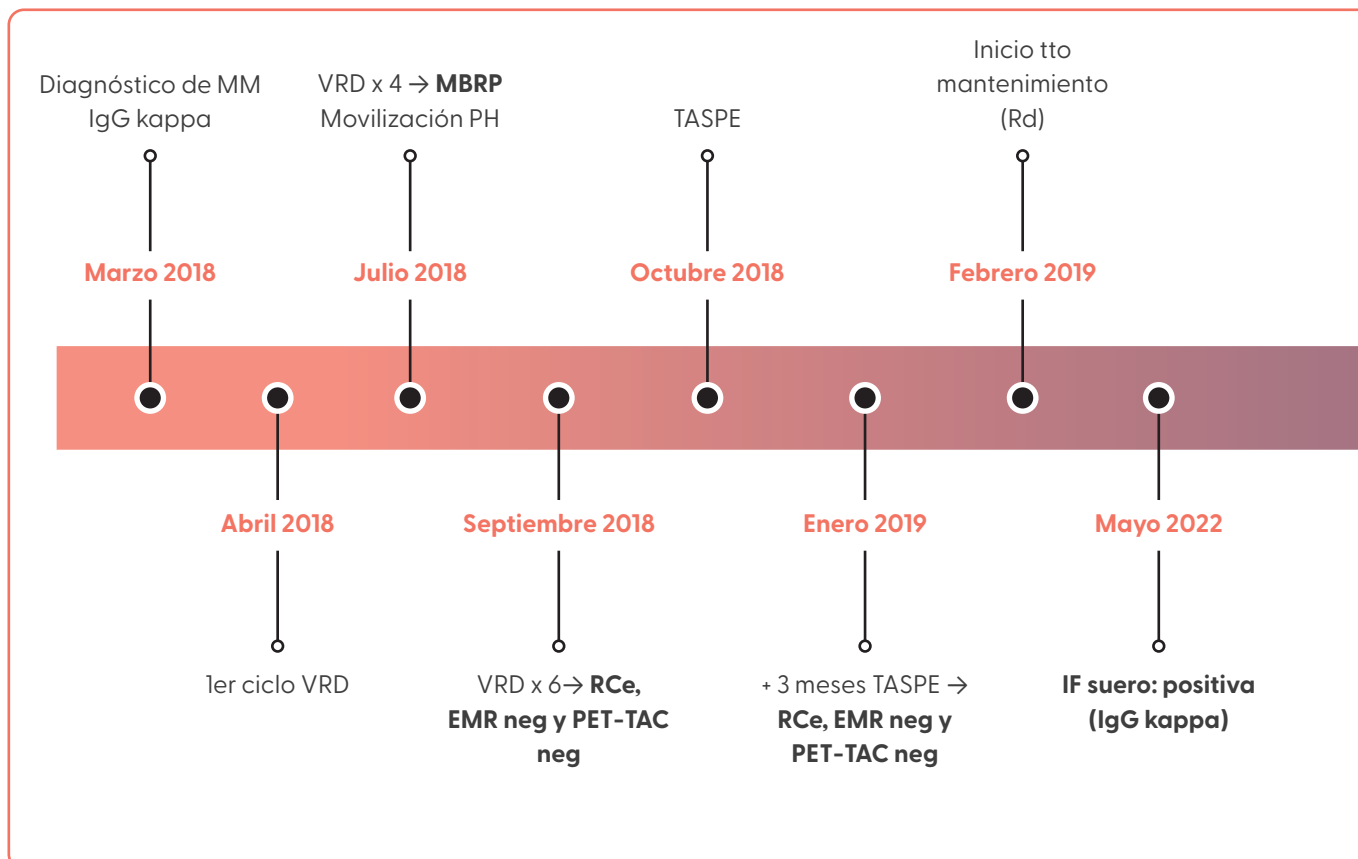 Diagnóstico de MM
IgG kappa
Marzo 2018
1er ciclo VRD
Abril 2018
VRD x 4 → MBRP
Movilización PH
Julio 2018
Septiembre 2018
VRD x 6→ RCe,
EMR neg y PET-TAC
neg
TASPE
Octubre 2018
Enero 2019
+ 3 meses TASPE →
RCe, EMR neg y
PET-TAC neg
Inicio tto
mantenimiento
(Rd)
Febrero 2019
Mayo 2022
IF suero: positiva
(IgG kappa)